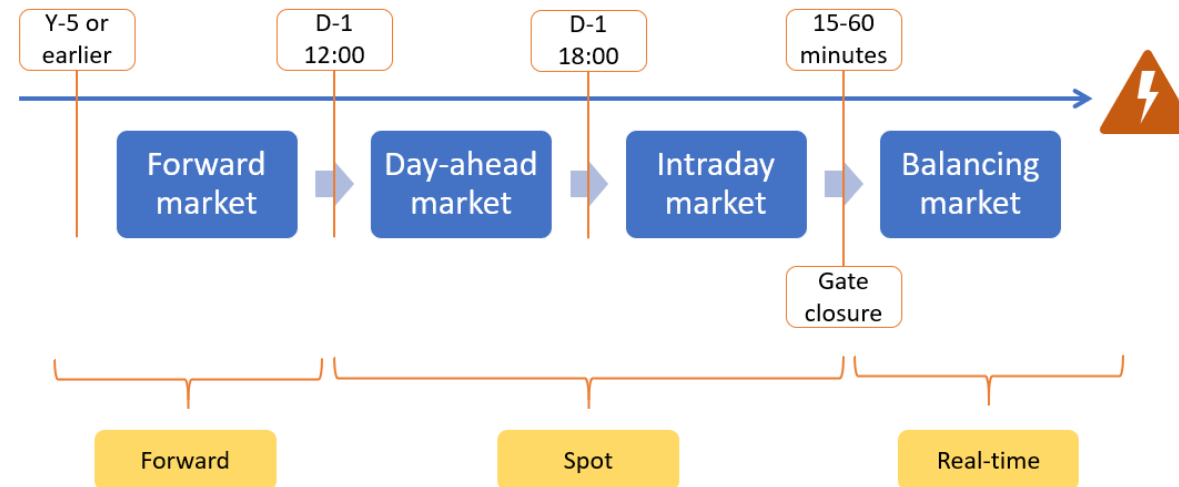 Y-5 or
earlier
D-1
12:00
D-1
18:00
15-60
minutes
Forward
market
Day-ahead
market
Intraday
market
Balancing
market
Gate
closure
Forward
Spot
Real-time